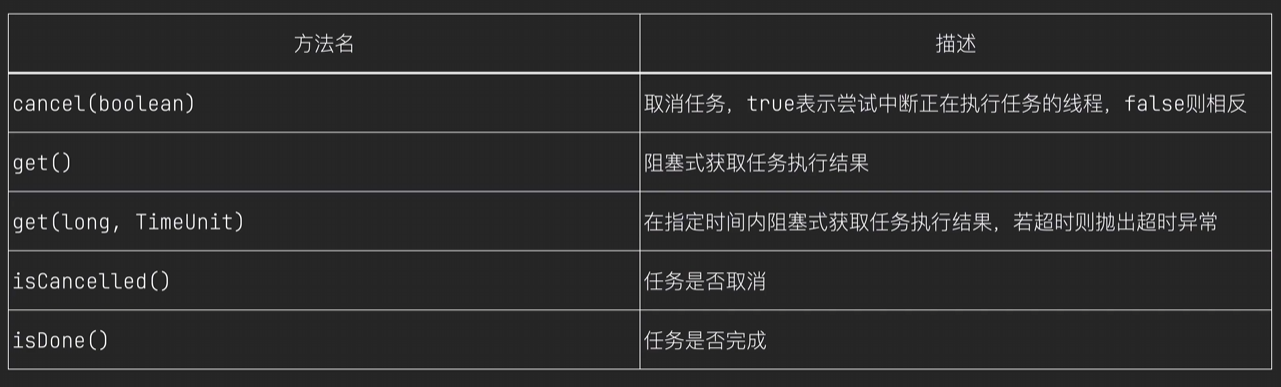 方法名 描述
cancel(boolean) 取消任务，true表示尝试中断正在执行任务的线程，false则相反
get() 阻塞式获取任务执行结果
get(long, TimeUnit) 在指定时间内阻塞式获取任务执行结果，若超时则抛出超时异常
isCancelled() 任务是否取消
isDone() 任务是否完成